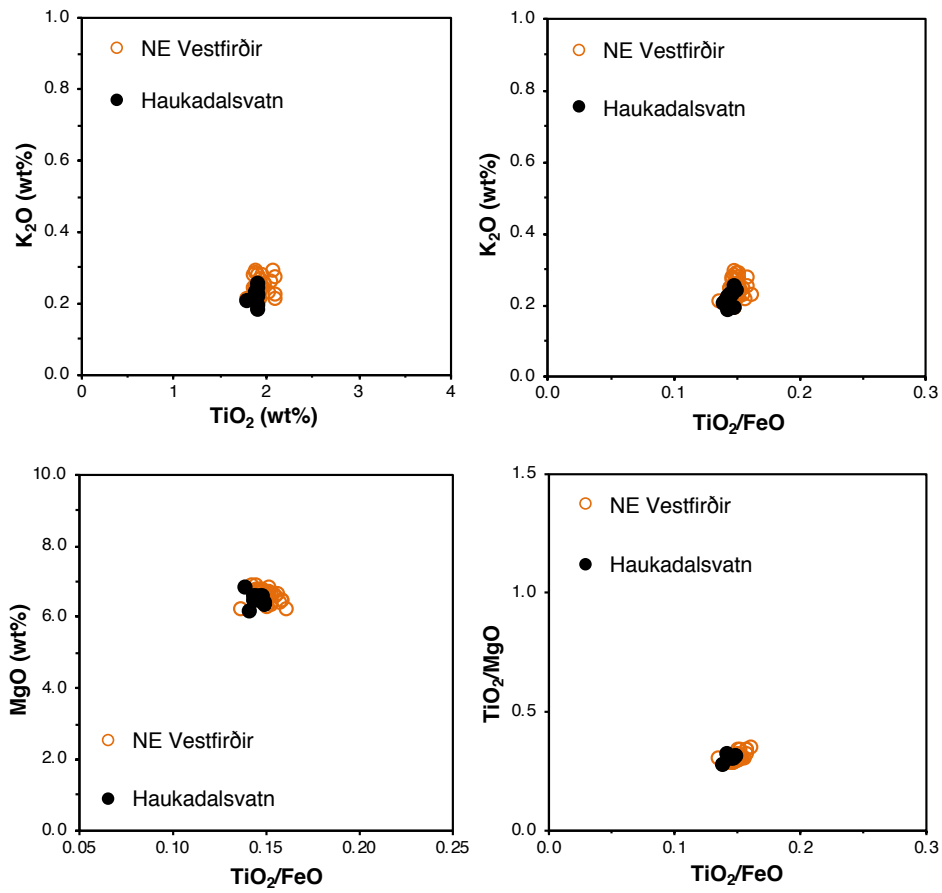 1.0
NE Vestfirðir
0.8
Haukadalsvatn
0.6
K₂O (wt%)
0.4
0.2
0.0
0 1 2 3 4
TiO₂ (wt%)
1.0
NE Vestfirðir
0.8
Haukadalsvatn
0.6
K₂O (wt%)
0.4
0.2
0.0
0.0 0.1 0.2 0.3
TiO₂/FeO
10.0
8.0
6.0
MgO (wt%)
4.0
NE Vestfirðir
2.0
Haukadalsvatn
0.0
0.05 0.15 0.25
TiO₂/FeO
1.5
NE Vestfirðir
Haukadalsvatn
1.0
TiO₂/MgO
0.5
0.0
0.0 0.1 0.2 0.3
TiO₂/FeO